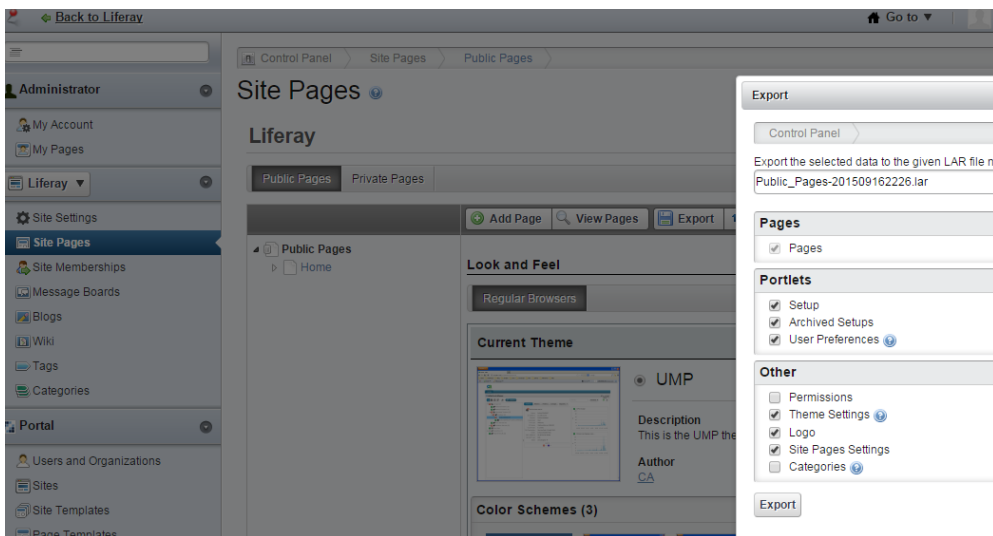 Back to Liferay
Go to ▼
Control Panel
Site Pages
Public Pages
Administrator
Site Pages
My Account
My Pages
Liferay
Liferay ▼
Public Pages
Private Pages
Site Settings
Site Pages
Site Memberships
Message Boards
Blogs
Wiki
Tags
Categories
Portal
Users and Organizations
Sites
Site Templates
Page Templates
Add Page
View Pages
Export
Public Pages
Home
Look and Feel
Regular Browsers
Current Theme
UMP
Description
This is the UMP the
Author
CA
Color Schemes (3)
Export
Control Panel
Export the selected data to the given LAR file n
Public_Pages-201509162226.lar
Pages
Pages
Portlets
Setup
Archived Setups
User Preferences
Other
Permissions
Theme Settings
Logo
Site Pages Settings
Categories
Export